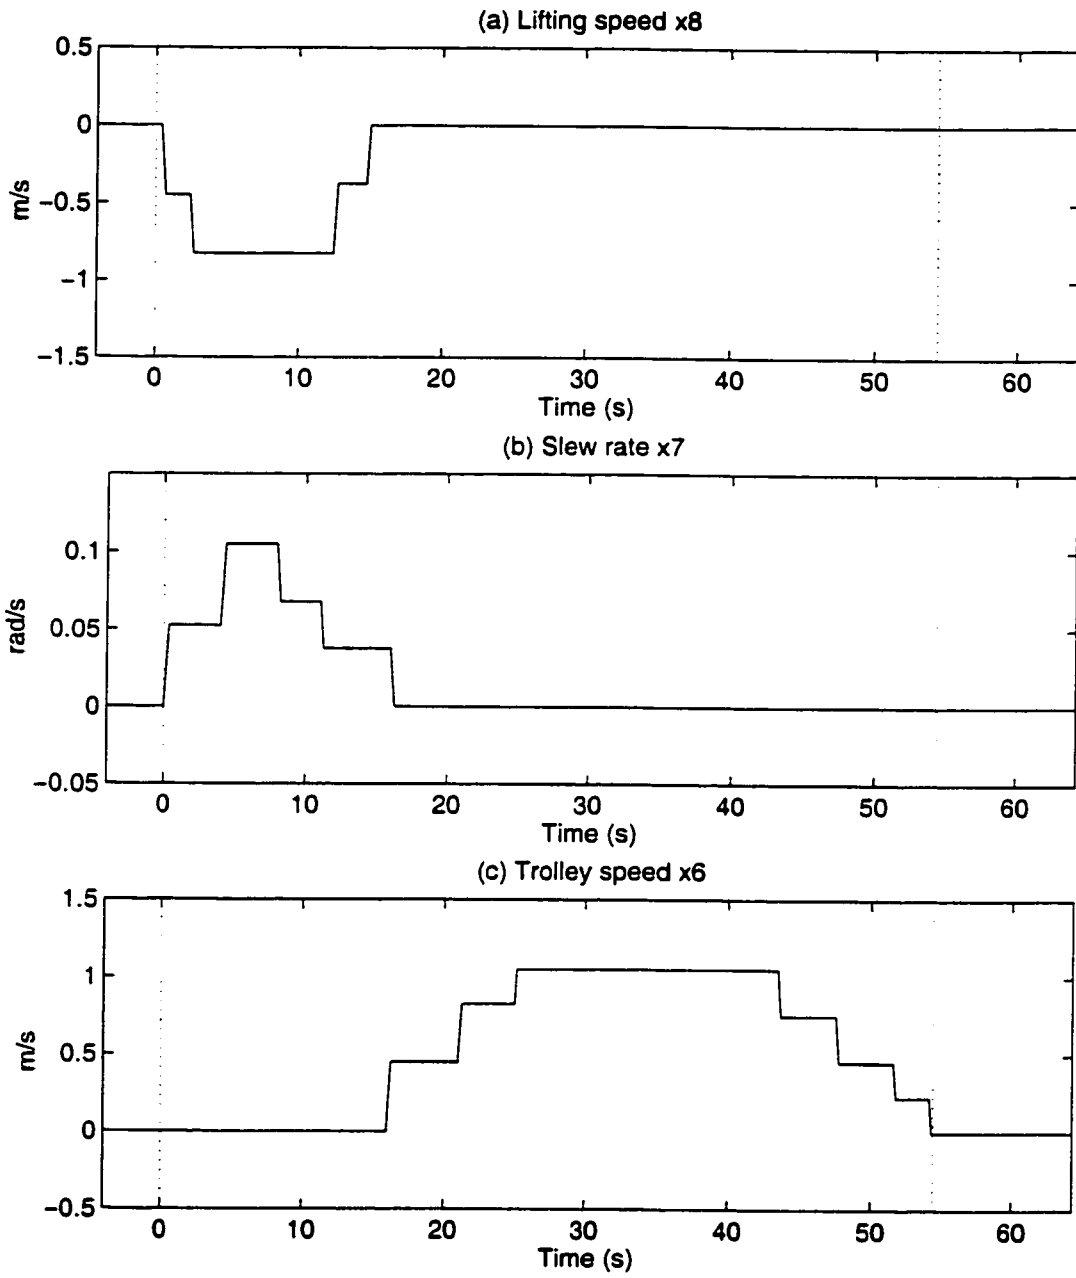 (a) Lifting speed x8
0.5
0
−0.5
−1
−1.5
m/s
0 10 20 30 40 50 60
Time (s)
(b) Slew rate x7
0.1
0.05
0
−0.05
rad/s
0 10 20 30 40 50 60
Time (s)
(c) Trolley speed x6
1.5
1
0.5
0
−0.5
m/s
0 10 20 30 40 50 60
Time (s)